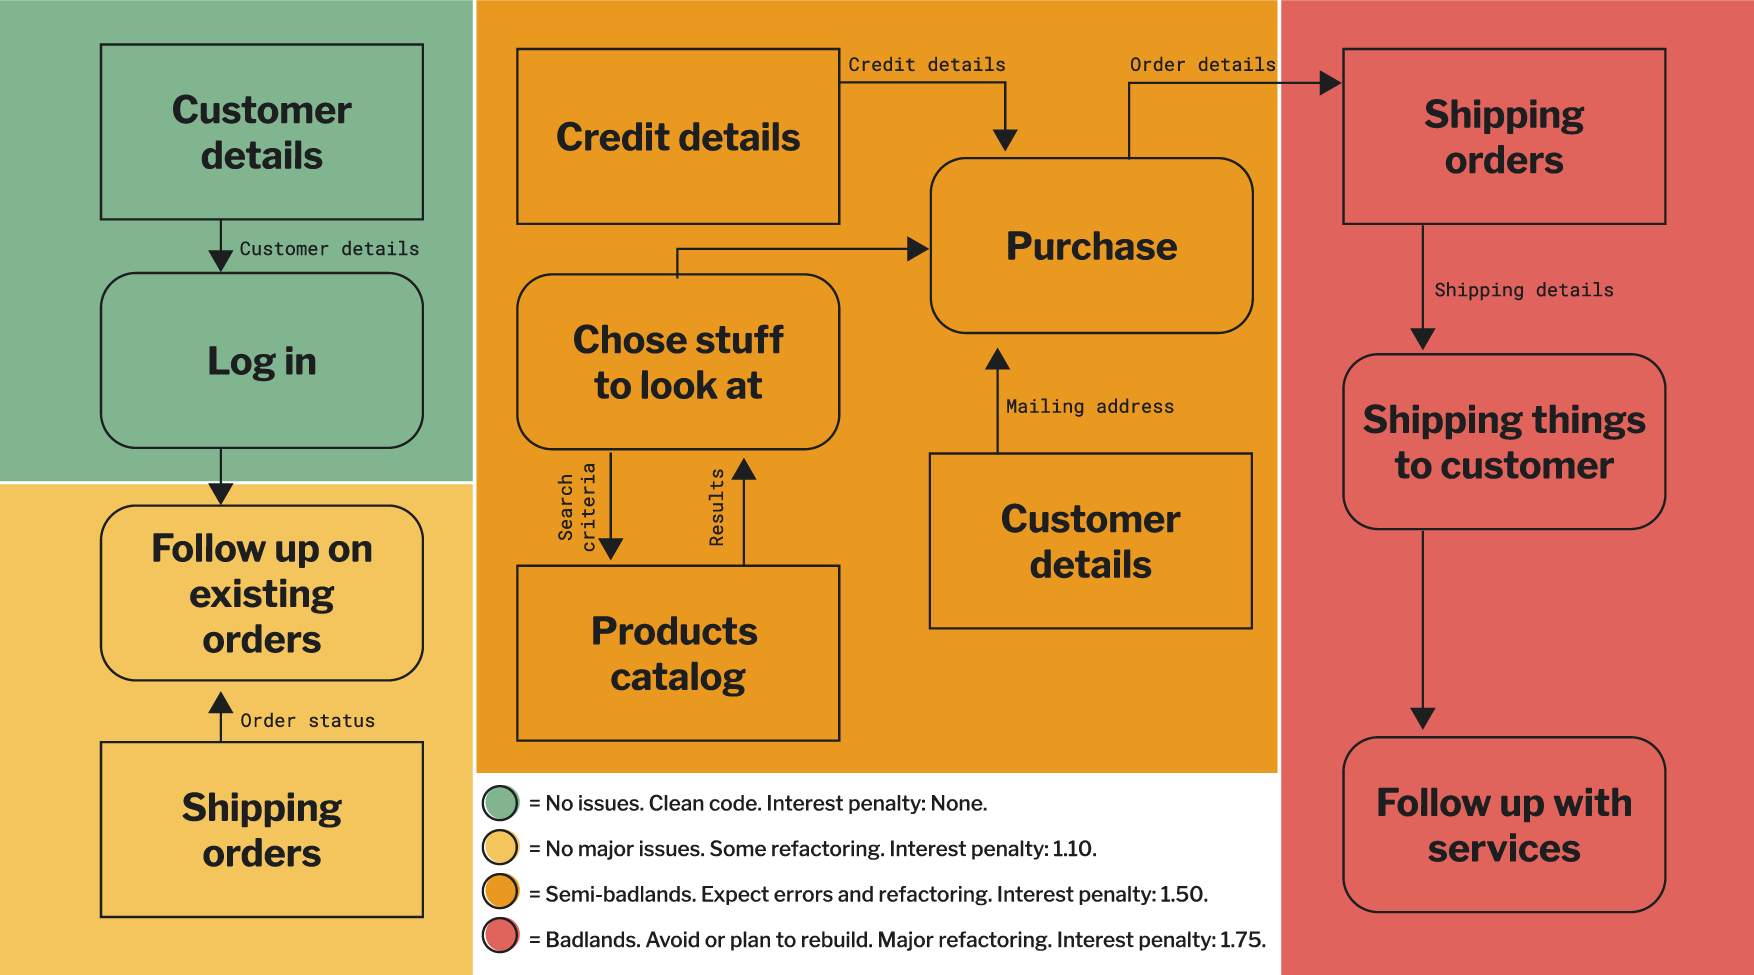 Customer
details
Customer details
Log in
Follow up on
existing
orders
Order status
Shipping
orders
Credit details
Credit details
Order details
Purchase
Chose stuff
to look at
Search
criteria
Results
Mailing address
Products
catalog
Customer
details
Shipping
orders
Shipping details
Shipping things
to customer
Follow up with
services
= No issues. Clean code. Interest penalty: None.
= No major issues. Some refactoring. Interest penalty: 1.10.
= Semi-badlands. Expect errors and refactoring. Interest penalty: 1.50.
= Badlands. Avoid or plan to rebuild. Major refactoring. Interest penalty: 1.75.